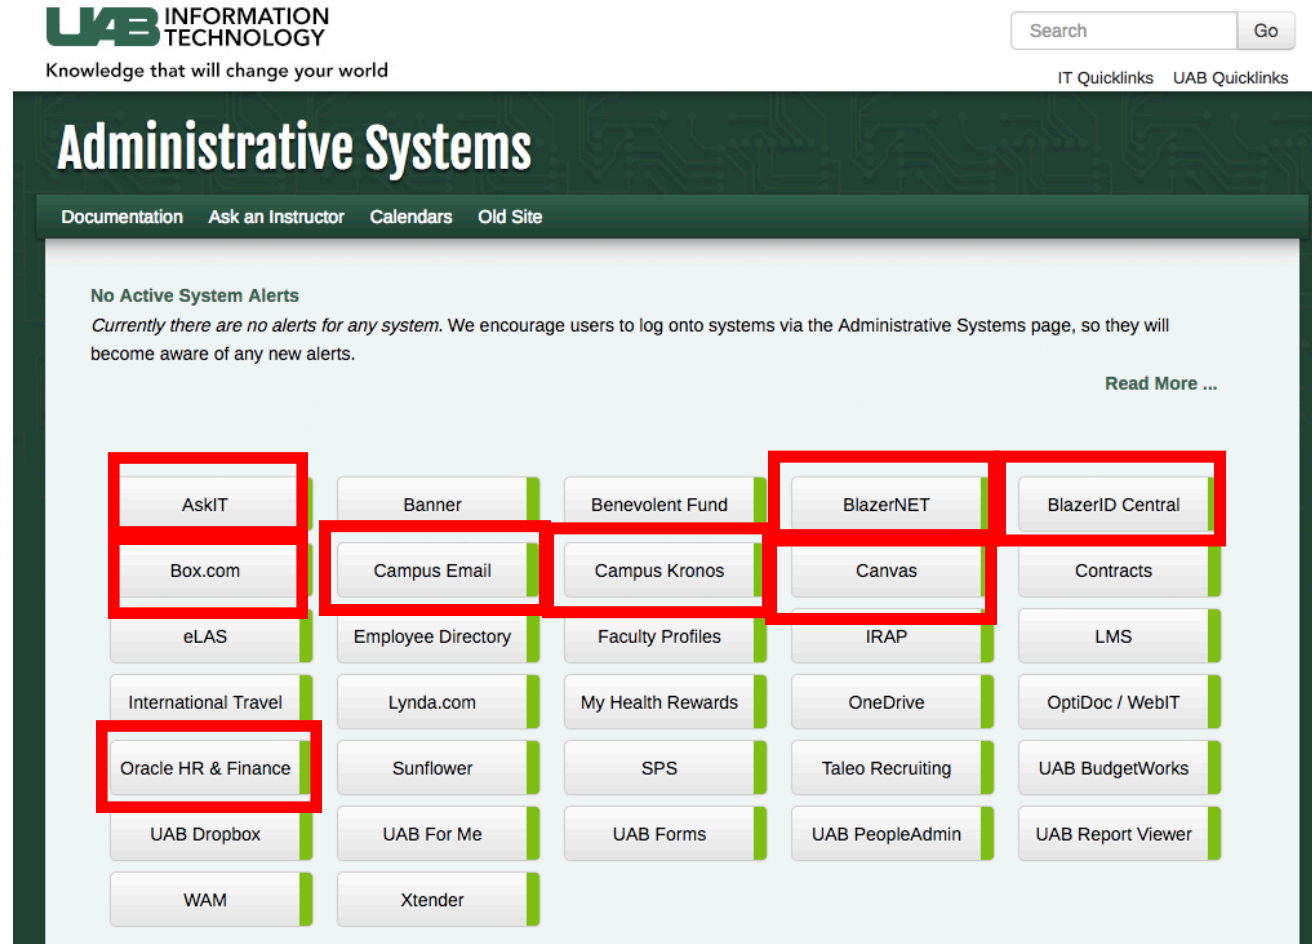 UAB INFORMATION
TECHNOLOGY
Knowledge that will change your world
Search
Go
IT Quicklinks UAB Quicklinks
Administrative Systems
Documentation Ask an Instructor Calendars Old Site
No Active System Alerts
Currently there are no alerts for any system. We encourage users to log onto systems via the Administrative Systems page, so they will
become aware of any new alerts.
Read More ...
AskIT Banner Benevolent Fund BlazerNET BlazerID Central
Box.com Campus Email Campus Kronos Canvas Contracts
eLAS Employee Directory Faculty Profiles IRAP LMS
International Travel Lynda.com My Health Rewards OneDrive OptiDoc / WebIT
Oracle HR & Finance Sunflower SPS Taleo Recruiting UAB BudgetWorks
UAB Dropbox UAB For Me UAB Forms UAB PeopleAdmin UAB Report Viewer
WAM Xtender